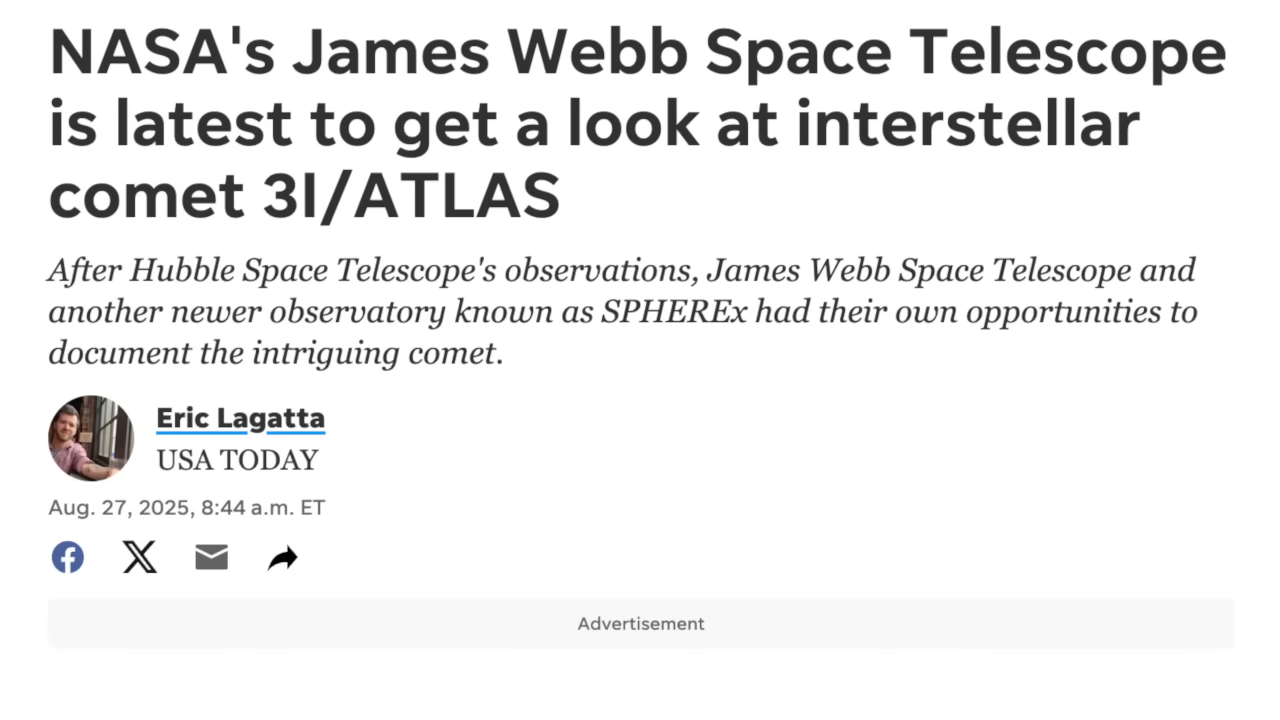 NASA's James Webb Space Telescope
is latest to get a look at interstellar
comet 3I/ATLAS
After Hubble Space Telescope's observations, James Webb Space Telescope and
another newer observatory known as SPHEREx had their own opportunities to
document the intriguing comet.
Eric Lagatta
USA TODAY
Aug. 27, 2025, 8:44 a.m. ET
Advertisement